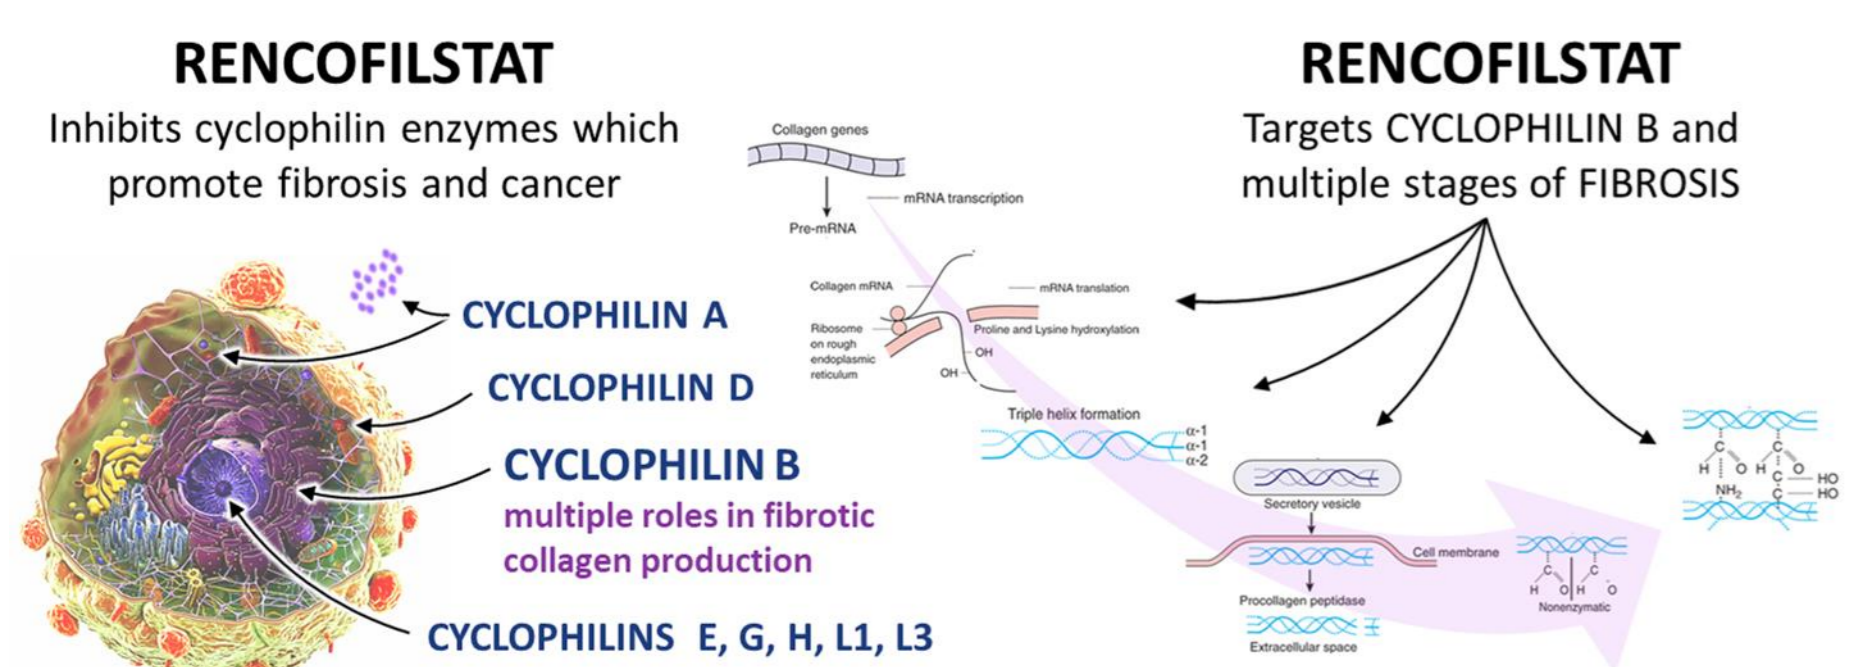 RENCOFILSTAT
Inhibits cyclophilin enzymes which
promote fibrosis and cancer
CYCLOPHILIN A
CYCLOPHILIN D
CYCLOPHILIN B
multiple roles in fibrotic
collagen production
CYCLOPHILINS E, G, H, L1, L3
Collagen genes
mRNA transcription
Pre-mRNA
Collagen mRNA
mRNA translation
Ribosome
on rough
endoplasmic
reticulum
Proline and Lysine hydroxylation
OH
OH
Triple helix formation
α-1
α-1
α-2
Secretory vesicle
Cell membrane
Procollagen peptidase
Extracellular space
C
C
H
O
H
O
Nonenzymatic
RENCOFILSTAT
Targets CYCLOPHILIN B and
multiple stages of FIBROSIS
C
C
H
O
H
O
C
HO
NH2
C
HO